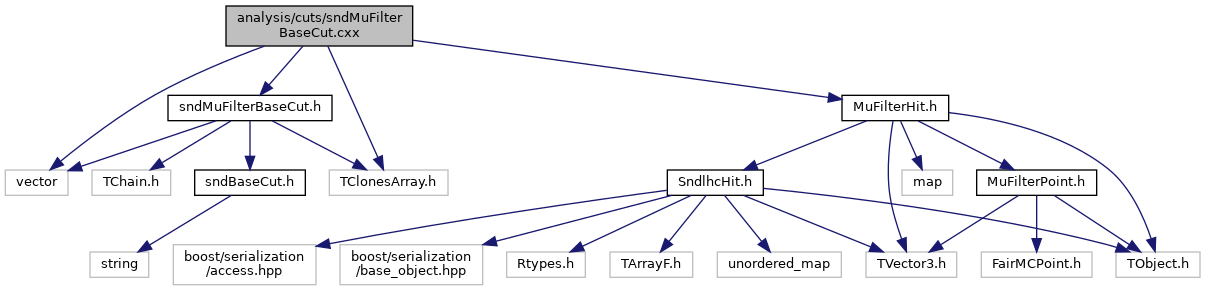 analysis/cuts/sndMuFilter
BaseCut.cxx
sndMuFilterBaseCut.h
MuFilterHit.h
vector
TChain.h
sndBaseCut.h
TClonesArray.h
SndlhcHit.h
map
MuFilterPoint.h
string
boost/serialization
/access.hpp
boost/serialization
/base_object.hpp
Rtypes.h
TArrayF.h
unordered_map
TVector3.h
FairMCPoint.h
TObject.h